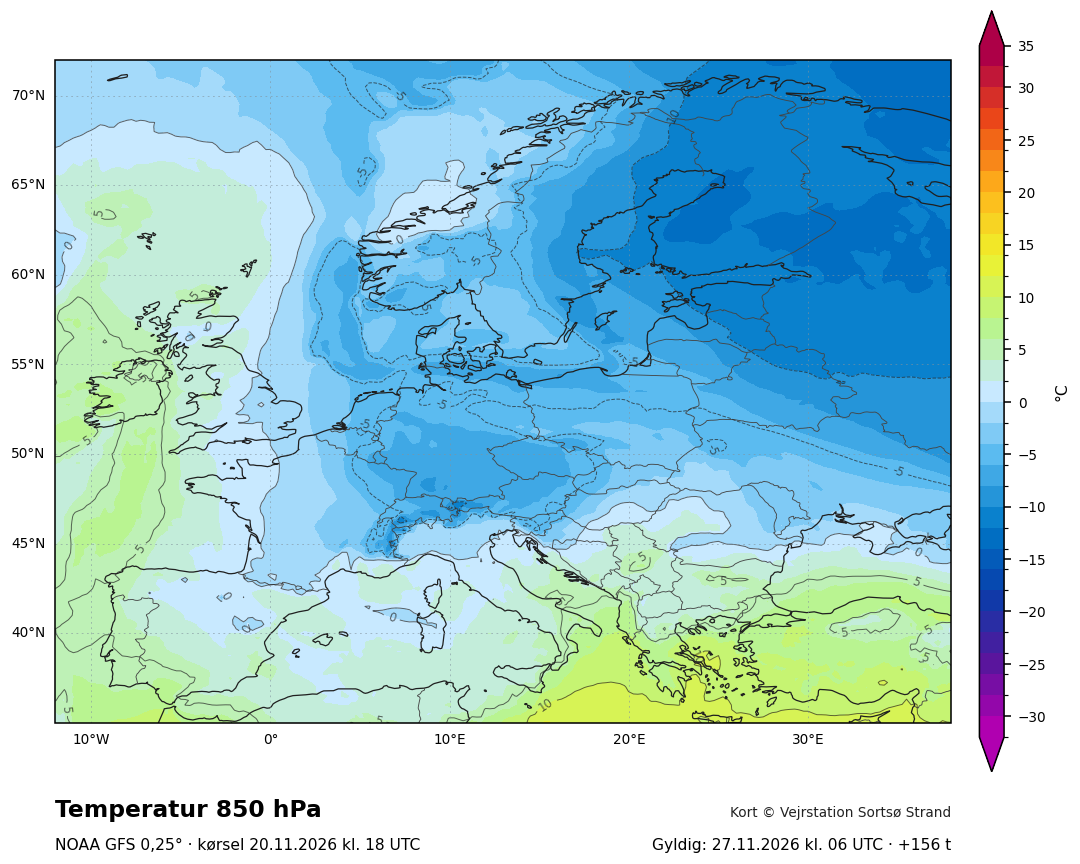 70°N
65°N
60°N
55°N
50°N
45°N
40°N
10°W
0°
10°E
20°E
30°E
35
30
25
20
15
10
5
0
−5
−10
−15
−20
−25
−30
°C
Temperatur 850 hPa
Kort © Vejrstation Sortsø Strand
NOAA GFS 0,25° · kørsel 20.11.2026 kl. 18 UTC
Gyldig: 27.11.2026 kl. 06 UTC · +156 t